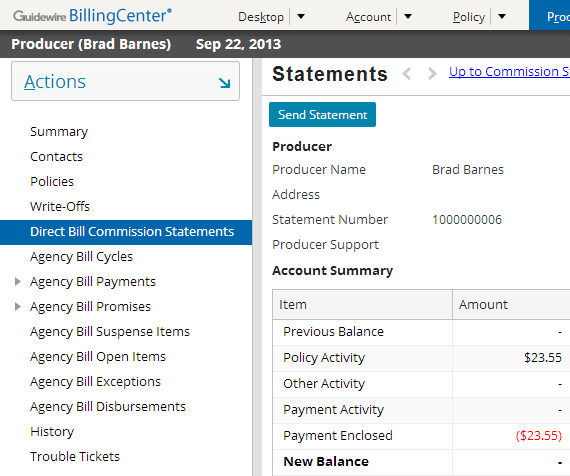 Guidewire BillingCenter® Desktop Account Policy
Producer (Brad Barnes) Sep 22, 2013
Actions
Summary
Contacts
Policies
Write-Offs
Direct Bill Commission Statements
Agency Bill Cycles
Agency Bill Payments
Agency Bill Promises
Agency Bill Suspense Items
Agency Bill Open Items
Agency Bill Exceptions
Agency Bill Disbursements
History
Trouble Tickets
Statements Up to Commission S
Send Statement
Producer
Producer Name Brad Barnes
Address
Statement Number 1000000006
Producer Support
Account Summary
Item Amount
Previous Balance -
Policy Activity $23.55
Other Activity -
Payment Activity -
Payment Enclosed ($23.55)
New Balance -